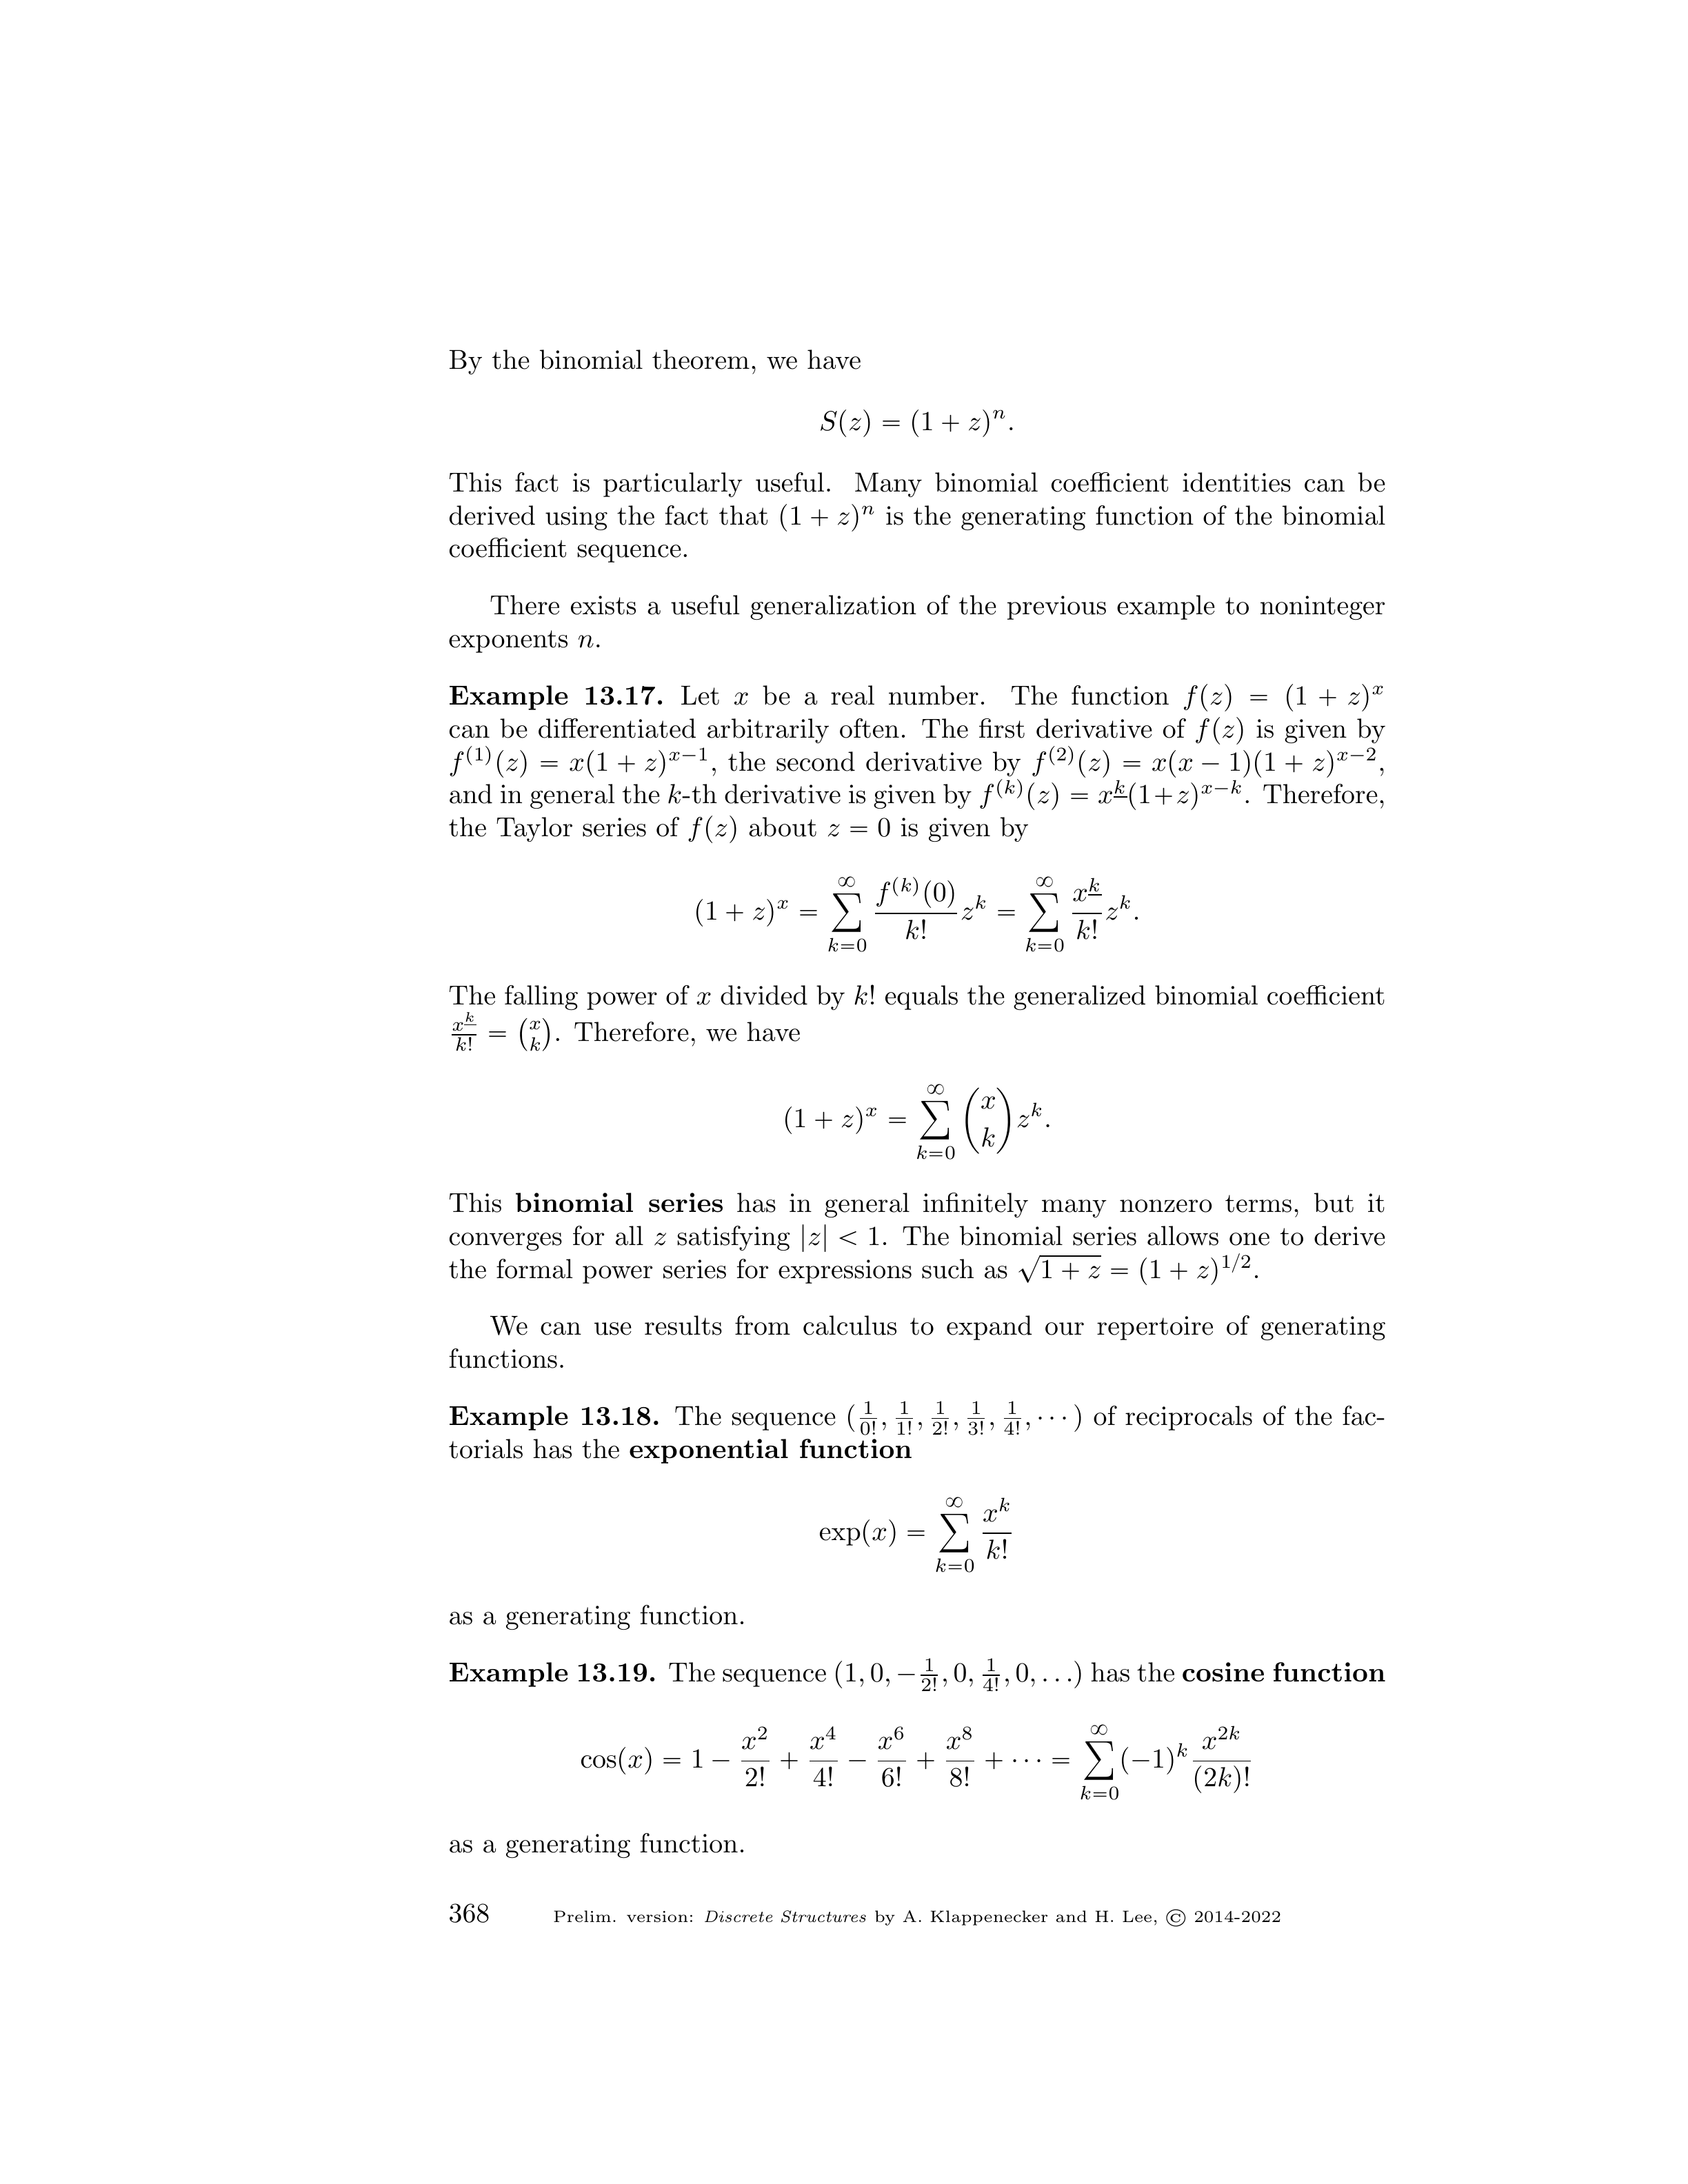 By the binomial theorem, we have
S(z) = (1 + z)^n.
This fact is particularly useful. Many binomial coefficient identities can be
derived using the fact that (1 + z)^n is the generating function of the binomial
coefficient sequence.
There exists a useful generalization of the previous example to noninteger
exponents n.
Example 13.17. Let x be a real number. The function f(z) = (1 + z)^x
can be differentiated arbitrarily often. The first derivative of f(z) is given by
f^{(1)}(z) = x(1 + z)^{x−1}, the second derivative by f^{(2)}(z) = x(x − 1)(1 + z)^{x−2},
and in general the k-th derivative is given by f^{(k)}(z) = x^{\underline{k}}(1+z)^{x−k}. Therefore,
the Taylor series of f(z) about z = 0 is given by
(1 + z)^x = \sum_{k=0}^{∞} \frac{f^{(k)}(0)}{k!} z^k = \sum_{k=0}^{∞} \frac{x^{\underline{k}}}{k!} z^k.
The falling power of x divided by k! equals the generalized binomial coefficient
\frac{x^{\underline{k}}}{k!} = \binom{x}{k}. Therefore, we have
(1 + z)^x = \sum_{k=0}^{∞} \binom{x}{k} z^k.
This binomial series has in general infinitely many nonzero terms, but it
converges for all z satisfying |z| < 1. The binomial series allows one to derive
the formal power series for expressions such as \sqrt{1 + z} = (1 + z)^{1/2}.
We can use results from calculus to expand our repertoire of generating
functions.
Example 13.18. The sequence (\frac{1}{0!}, \frac{1}{1!}, \frac{1}{2!}, \frac{1}{3!}, \frac{1}{4!}, ⋯) of reciprocals of the fac-
torials has the exponential function
exp(x) = \sum_{k=0}^{∞} \frac{x^k}{k!}
as a generating function.
Example 13.19. The sequence (1, 0, −\frac{1}{2!}, 0, \frac{1}{4!}, 0, …) has the cosine function
cos(x) = 1 − \frac{x^2}{2!} + \frac{x^4}{4!} − \frac{x^6}{6!} + \frac{x^8}{8!} + ⋯ = \sum_{k=0}^{∞} (−1)^k \frac{x^{2k}}{(2k)!}
as a generating function.
368 Prelim. version: Discrete Structures by A. Klappenecker and H. Lee, © 2014-2022